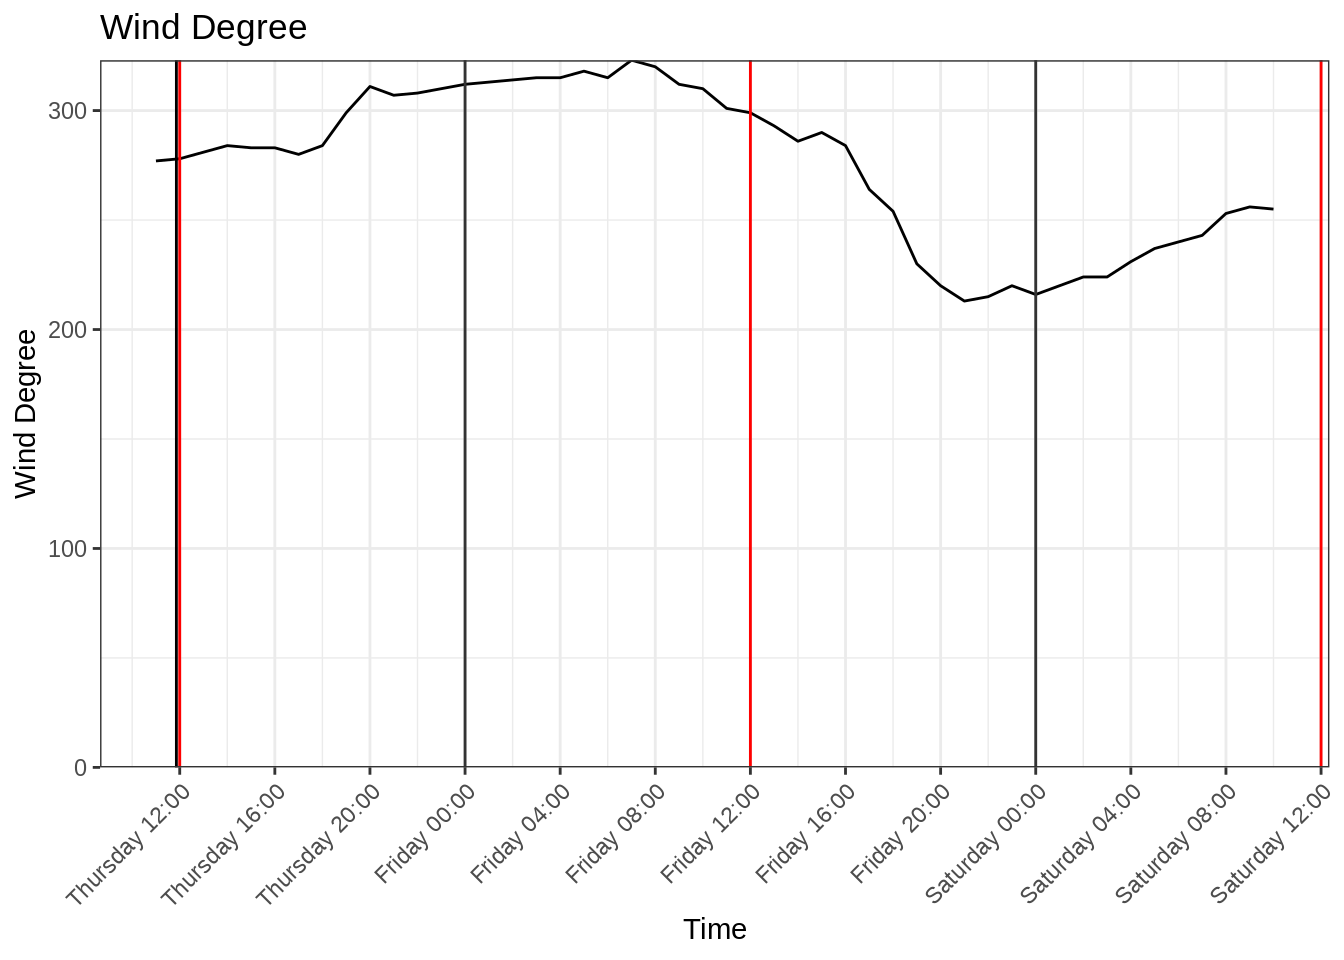 Wind Degree
Wind Degree
300
200
100
0
Thursday 12:00
Thursday 16:00
Thursday 20:00
Friday 00:00
Friday 04:00
Friday 08:00
Friday 12:00
Friday 16:00
Friday 20:00
Saturday 00:00
Saturday 04:00
Saturday 08:00
Saturday 12:00
Time